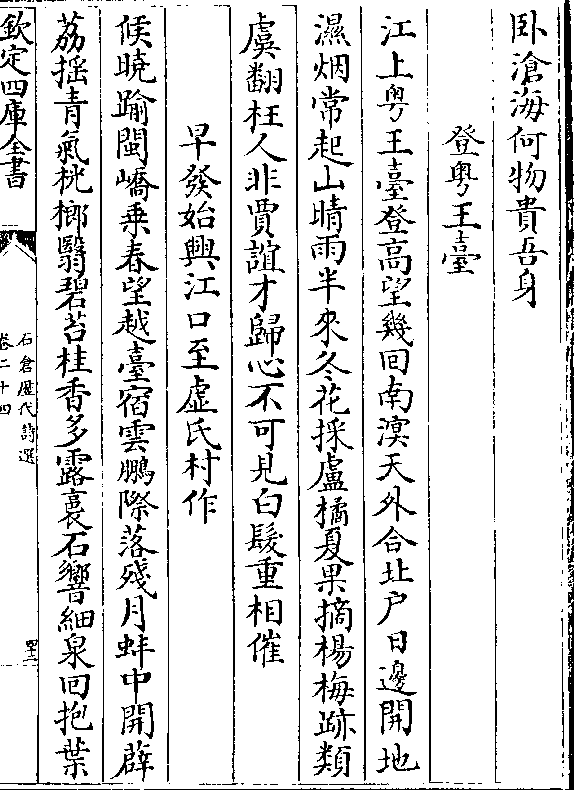 卧滄海何物貴吾身
登粤王臺
江上粤王臺登高望幾回南溟天外合北户日邊開地
濕烟常起山晴雨半來冬花採盧橘夏果摘楊梅跡類
虞翻枉人非賈誼才歸心不可見白髮重相催
早發始興江口至虛氏村作
候曉踰閩嶠乗春望越臺宿雲鵬際落殘月蚌中開薜
荔揺青氣桄榔翳碧苔桂香多露裛石響細泉回抱葉
欽定四庫全書
石倉歴代詩選
卷二十四